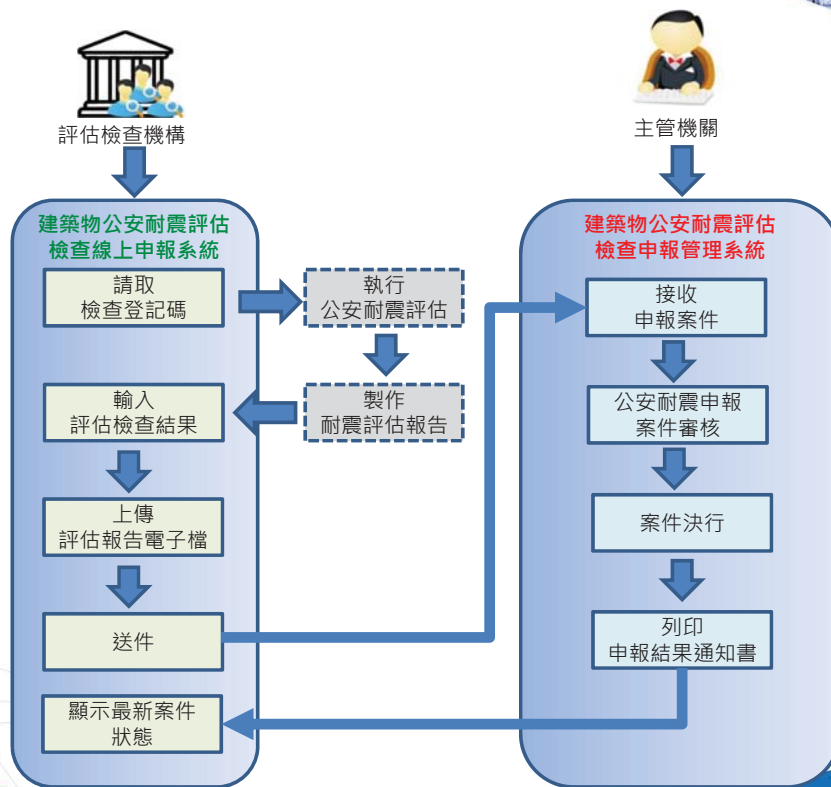 評估檢查機構
主管機關
建築物公安耐震評估
檢查線上申報系統
請取
檢查登記碼
執行
公安耐震評估
製作
耐震評估報告
輸入
評估檢查結果
上傳
評估報告電子檔
送件
顯示最新案件
狀態
建築物公安耐震評估
檢查申報管理系統
接收
申報案件
公安耐震申報
案件審核
案件決行
列印
申報結果通知書